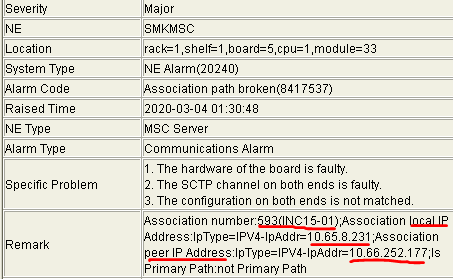 Severity Major
NE SMKMSC
Location rack=1,shelf=1,board=5,cpu=1,module=33
System Type NE Alarm(20240)
Alarm Code Association path broken(8417537)
Raised Time 2020-03-04 01:30:48
NE Type MSC Server
Alarm Type Communications Alarm
Specific Problem
1. The hardware of the board is faulty.
2. The SCTP channel on both ends is faulty.
3. The configuration on both ends is not matched.
Remark
Association number:593(INC15-01);Association local IP
Address:IpType=IPV4-IpAddr=10.65.8.231;Association
peer IP Address:IpType=IPV4-IpAddr=10.66.252.177;Is
Primary Path:not Primary Path